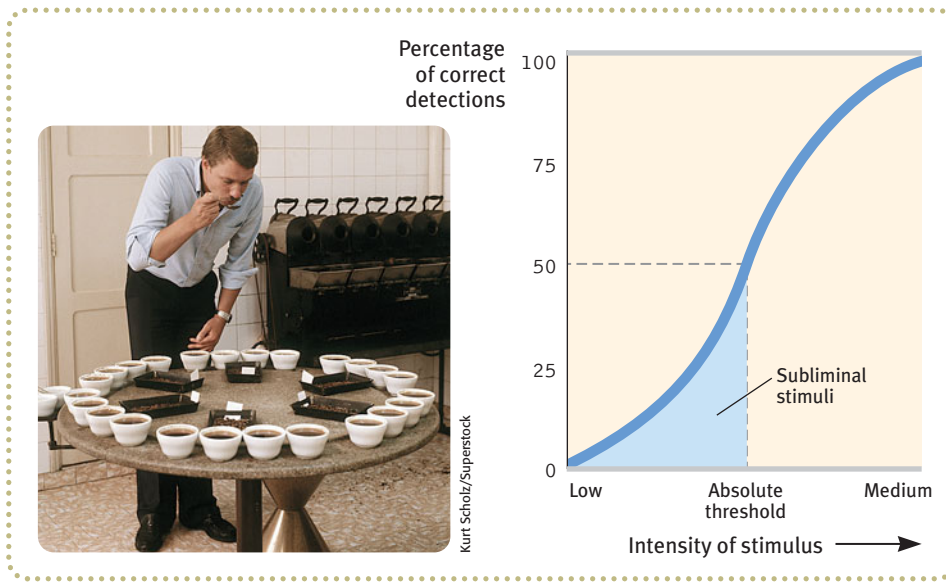 Percentage
of correct
detections
100
75
50
25
0
Subliminal
stimuli
Low
Absolute
threshold
Medium
Intensity of stimulus
Kurt Scholz/Superstock